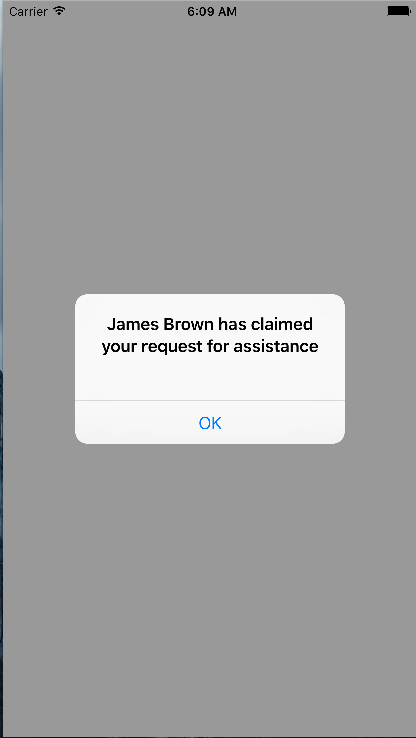 Carrier 6:09 AM
James Brown has claimed
your request for assistance
OK